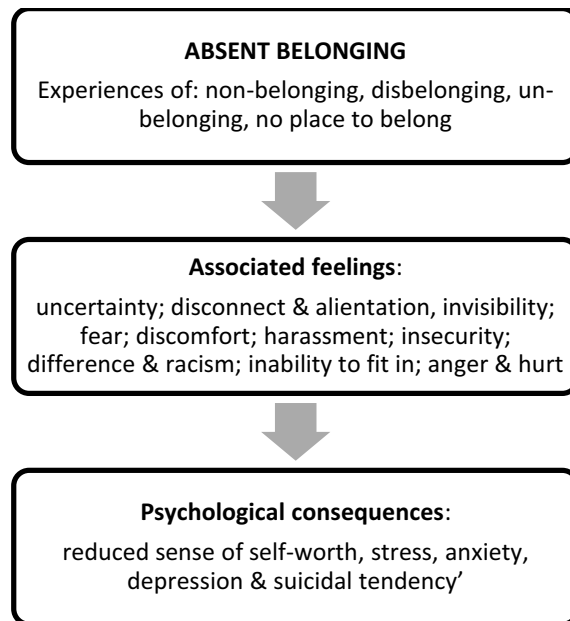 ABSENT BELONGING
Experiences of: non-belonging, disbelonging, un-
belonging, no place to belong
Associated feelings:
uncertainty; disconnect & alientation, invisibility;
fear; discomfort; harassment; insecurity;
difference & racism; inability to fit in; anger & hurt
Psychological consequences:
reduced sense of self-worth, stress, anxiety,
depression & suicidal tendency’